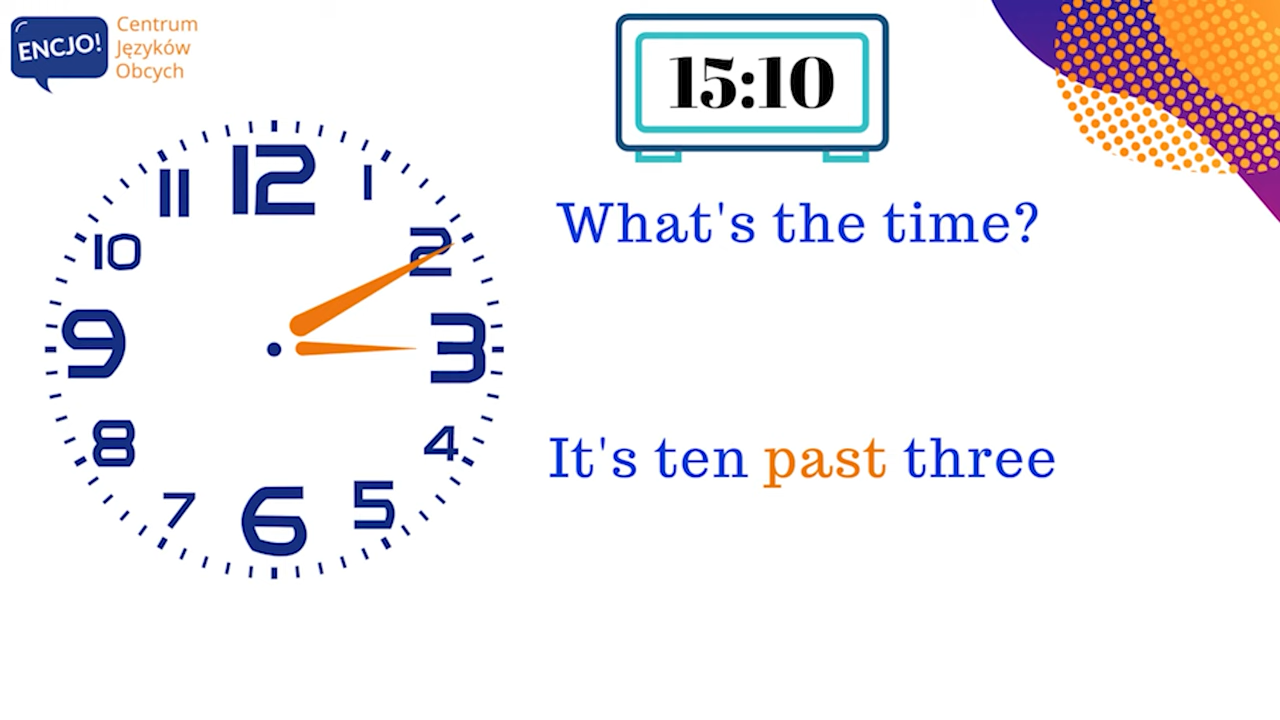 ENCJO!
Centrum
Języków
Obcych
15:10
What's the time?
It's ten past three
12
1
2
3
4
5
6
7
8
9
10
11